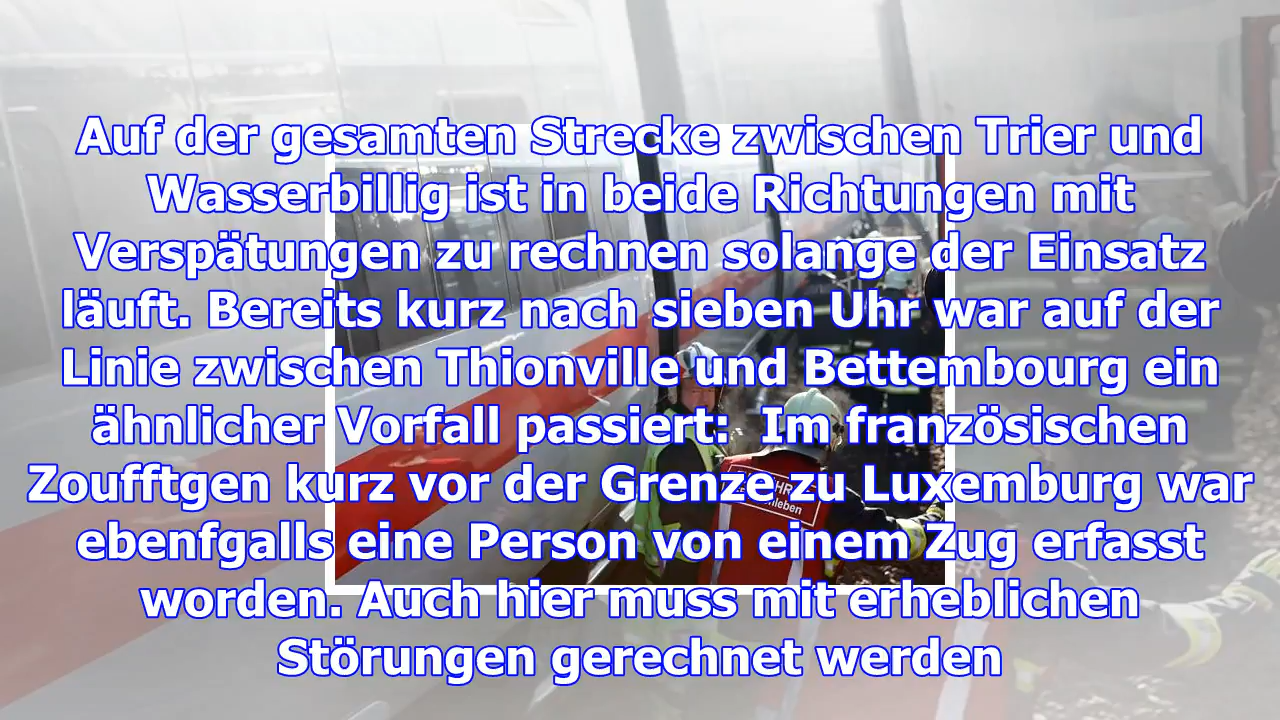 Auf der gesamten Strecke zwischen Trier und
Wasserbillig ist in beide Richtungen mit
Verspätungen zu rechnen solange der Einsatz
läuft. Bereits kurz nach sieben Uhr war auf der
Linie zwischen Thionville und Bettembourg ein
ähnlicher Vorfall passiert:  Im französischen
Zoufftgen kurz vor der Grenze zu Luxemburg war
ebenfgalls eine Person von einem Zug erfasst
worden. Auch hier muss mit erheblichen
Störungen gerechnet werden